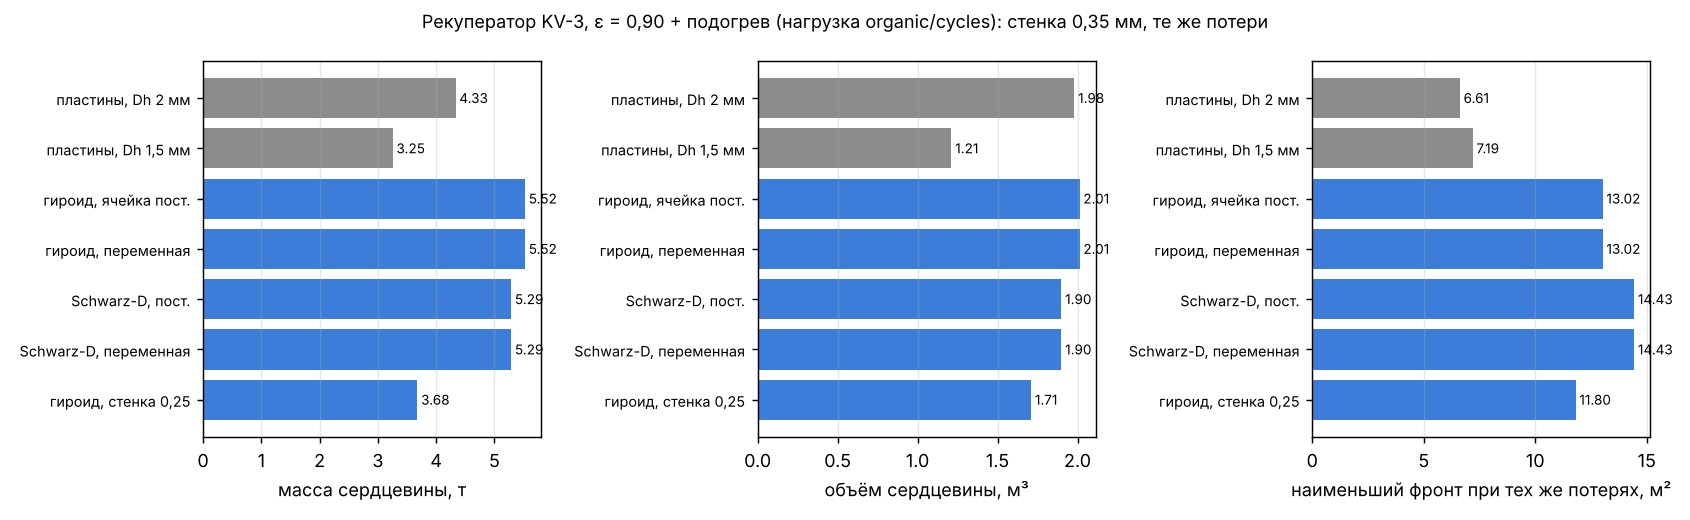 Рекуператор KV-3, ε = 0,90 + подогрев (нагрузка organic/cycles): стенка 0,35 мм, те же потери
пластины, Dh 2 мм
4.33
пластины, Dh 1,5 мм
3.25
гироид, ячейка пост.
5.52
гироид, переменная
5.52
Schwarz-D, пост.
5.29
Schwarz-D, переменная
5.29
гироид, стенка 0,25
3.68
0 1 2 3 4 5
масса сердцевины, т
пластины, Dh 2 мм
1.98
пластины, Dh 1,5 мм
1.21
гироид, ячейка пост.
2.01
гироид, переменная
2.01
Schwarz-D, пост.
1.90
Schwarz-D, переменная
1.90
гироид, стенка 0,25
1.71
0.0 0.5 1.0 1.5 2.0
объём сердцевины, м³
пластины, Dh 2 мм
6.61
пластины, Dh 1,5 мм
7.19
гироид, ячейка пост.
13.02
гироид, переменная
13.02
Schwarz-D, пост.
14.43
Schwarz-D, переменная
14.43
гироид, стенка 0,25
11.80
0 5 10 15
наименьший фронт при тех же потерях, м²